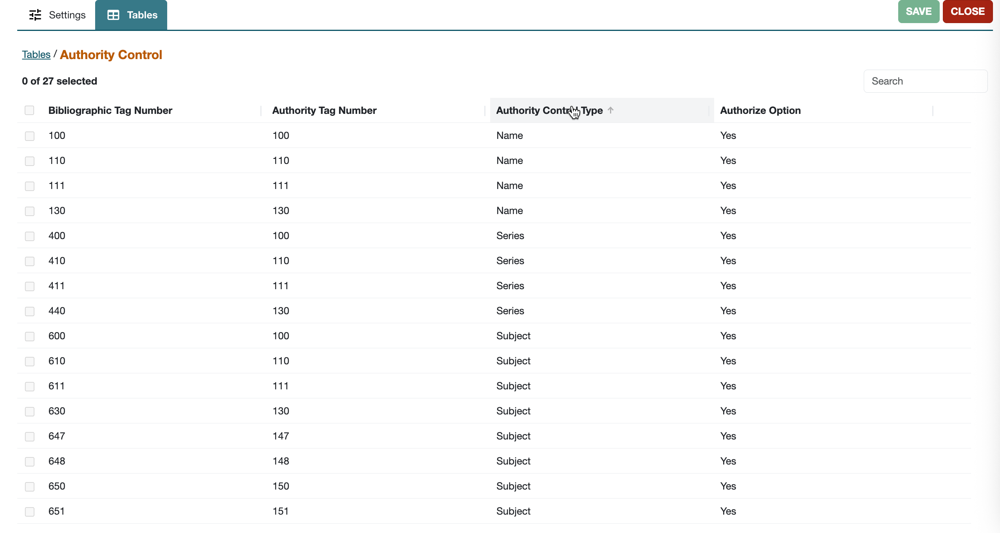 Settings Tables SAVE CLOSE
Tables / Authority Control
0 of 27 selected Search
Bibliographic Tag Number Authority Tag Number Authority Control Type Authorize Option
100 100 Name Yes
110 110 Name Yes
111 111 Name Yes
130 130 Name Yes
400 100 Series Yes
410 110 Series Yes
411 111 Series Yes
440 130 Series Yes
600 100 Subject Yes
610 110 Subject Yes
611 111 Subject Yes
630 130 Subject Yes
647 147 Subject Yes
648 148 Subject Yes
650 150 Subject Yes
651 151 Subject Yes